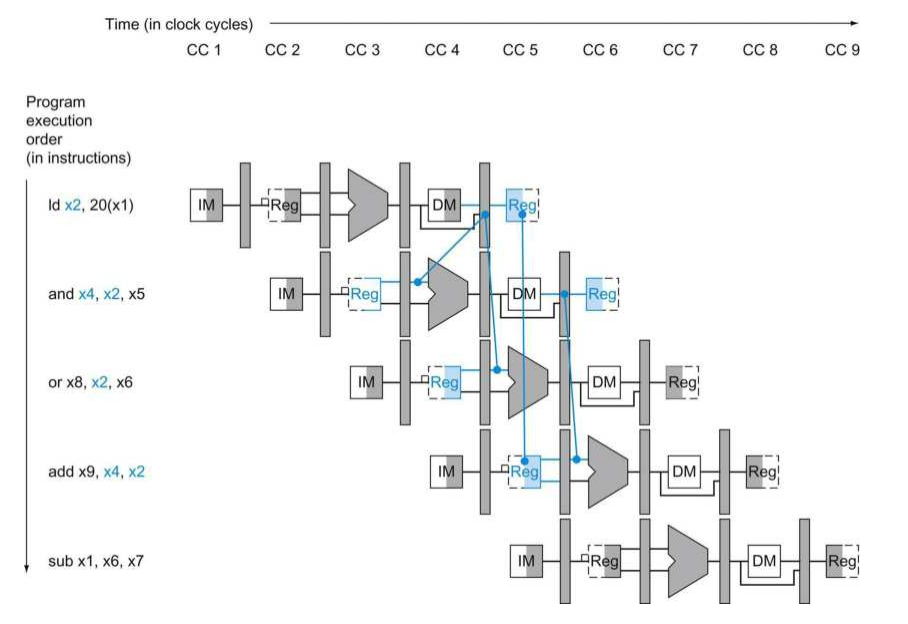 Time (in clock cycles)
CC 1 CC 2 CC 3 CC 4 CC 5 CC 6 CC 7 CC 8 CC 9
Program
execution
order
(in instructions)
ld x2, 20(x1)
IM Reg DM Reg
and x4, x2, x5
IM Reg DM Reg
or x8, x2, x6
IM Reg DM Reg
add x9, x4, x2
IM Reg DM Reg
sub x1, x6, x7
IM Reg DM Reg